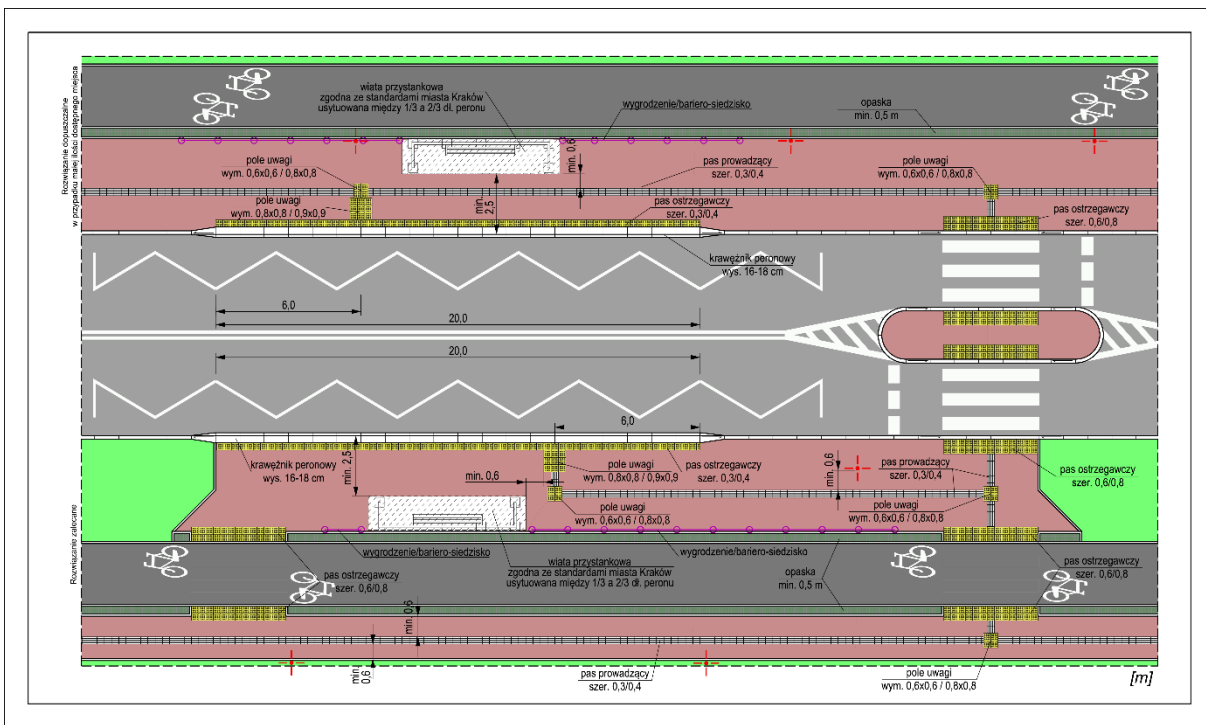 Rozwiązanie dopuszczalne
w przypadku małej ilości dostępnego miejsca
wiata przystankowa
zgodna ze standardami miasta Kraków
usytuowana między 1/3 a 2/3 dł. peronu
wygrodzenie/bariero-siedzisko
opaska
min. 0,5 m
pole uwagi
wym. 0,6x0,6 / 0,8x0,8
min. 0,6
pas prowadzący
szer. 0,3/0,4
pole uwagi
wym. 0,6x0,6 / 0,8x0,8
pole uwagi
wym. 0,8x0,8 / 0,9x0,9
min.
2,5
pas ostrzegawczy
szer. 0,3/0,4
pas ostrzegawczy
szer. 0,6/0,8
krawężnik peronowy
wys. 16-18 cm
6,0
20,0
20,0
6,0
krawężnik peronowy
wys. 16-18 cm
min. 2,5
min. 0,6
pole uwagi
wym. 0,8x0,8 / 0,9x0,9
pas ostrzegawczy
szer. 0,3/0,4
min. 0,6
pas prowadzący
szer. 0,3/0,4
pas ostrzegawczy
szer. 0,6/0,8
pole uwagi
wym. 0,6x0,6 / 0,8x0,8
pole uwagi
wym. 0,6x0,6 / 0,8x0,8
Rozwiązanie zalecane
wygrodzenie/bariero-siedzisko
wiata przystankowa
zgodna ze standardami miasta Kraków
usytuowana między 1/3 a 2/3 dł. peronu
wygrodzenie/bariero-siedzisko
opaska
min. 0,5 m
pas ostrzegawczy
szer. 0,6/0,8
pas ostrzegawczy
szer. 0,6/0,8
min. 0,6
min.
0,6
pas prowadzący
szer. 0,3/0,4
pole uwagi
wym. 0,6x0,6 / 0,8x0,8
[m]